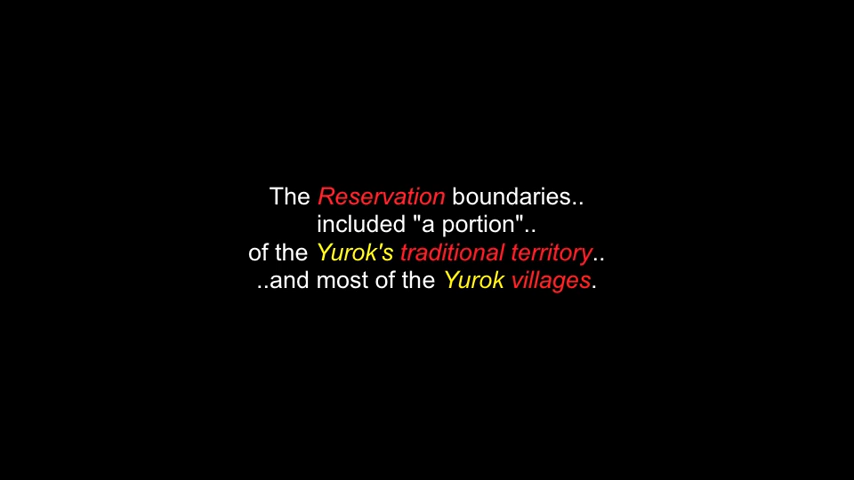 The Reservation boundaries..
included "a portion"..
of the Yurok's traditional territory..
..and most of the Yurok villages.